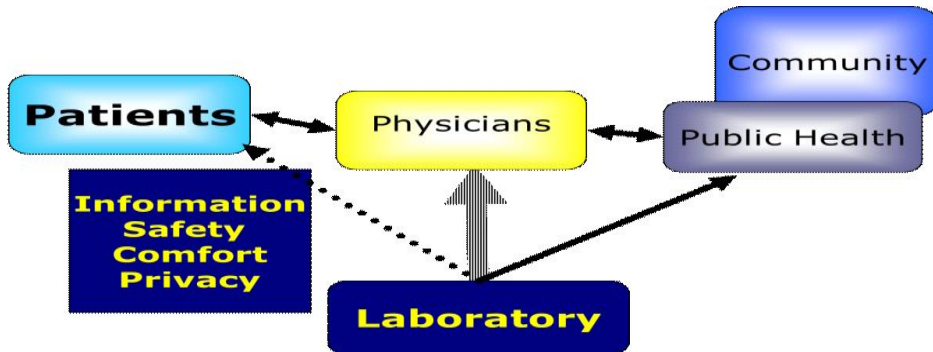 Community
Patients
Physicians
Public Health
Information
Safety
Comfort
Privacy
Laboratory